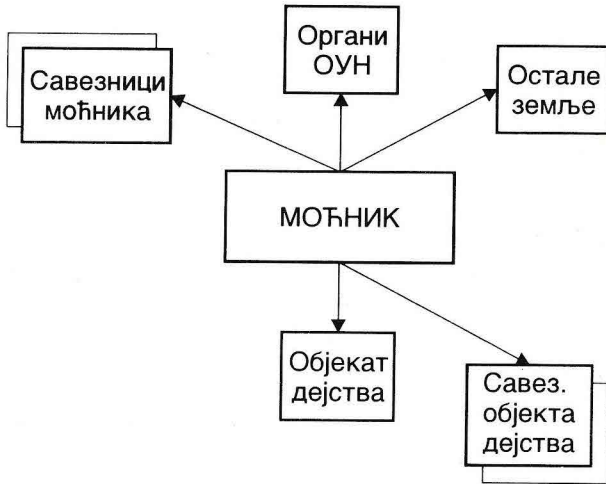 Органи
ОУН
Савезници
моћника
Остале
земље
МОЋНИК
Објекат
дејства
Савез.
објекта
дејства